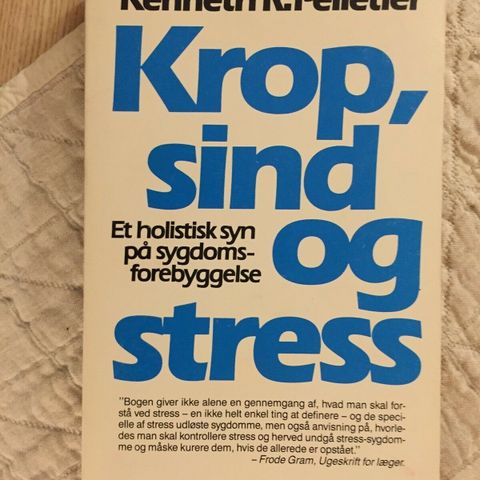 Kenneth R. Pelletier
Krop,
sind
Et holistisk syn
på sygdoms-
forebyggelse
og
stress
"Bogen giver ikke alene en gennemgang af, hvad man skal for-
stå ved stress – en ikke helt enkel ting at definere – og de speci-
elle af stress udløste sygdomme, men også anvisning på, hvorle-
des man skal kontrollere stress og herved undgå stress-sygdom-
me og måske kurere dem, hvis de allerede er opstået."
– Frode Gram, Ugeskrift for læger.